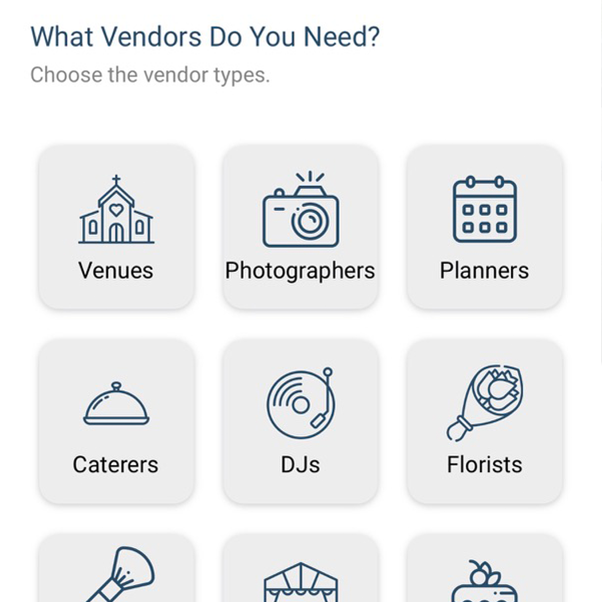 What Vendors Do You Need?
Choose the vendor types.
Venues
Photographers
Planners
Caterers
DJs
Florists